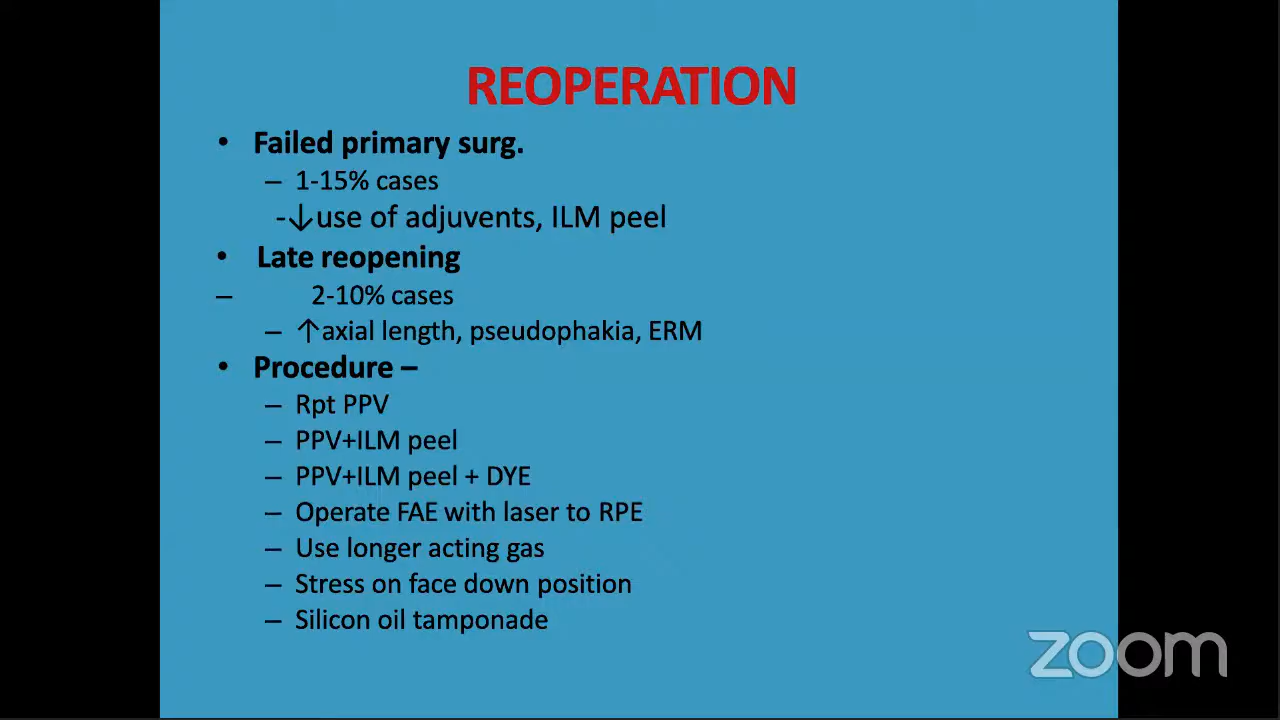 REOPERATION
• Failed primary surg.
– 1-15% cases
-↓use of adjuvents, ILM peel
• Late reopening
– 2-10% cases
– ↑axial length, pseudophakia, ERM
• Procedure –
– Rpt PPV
– PPV+ILM peel
– PPV+ILM peel + DYE
– Operate FAE with laser to RPE
– Use longer acting gas
– Stress on face down position
– Silicon oil tamponade
zoom